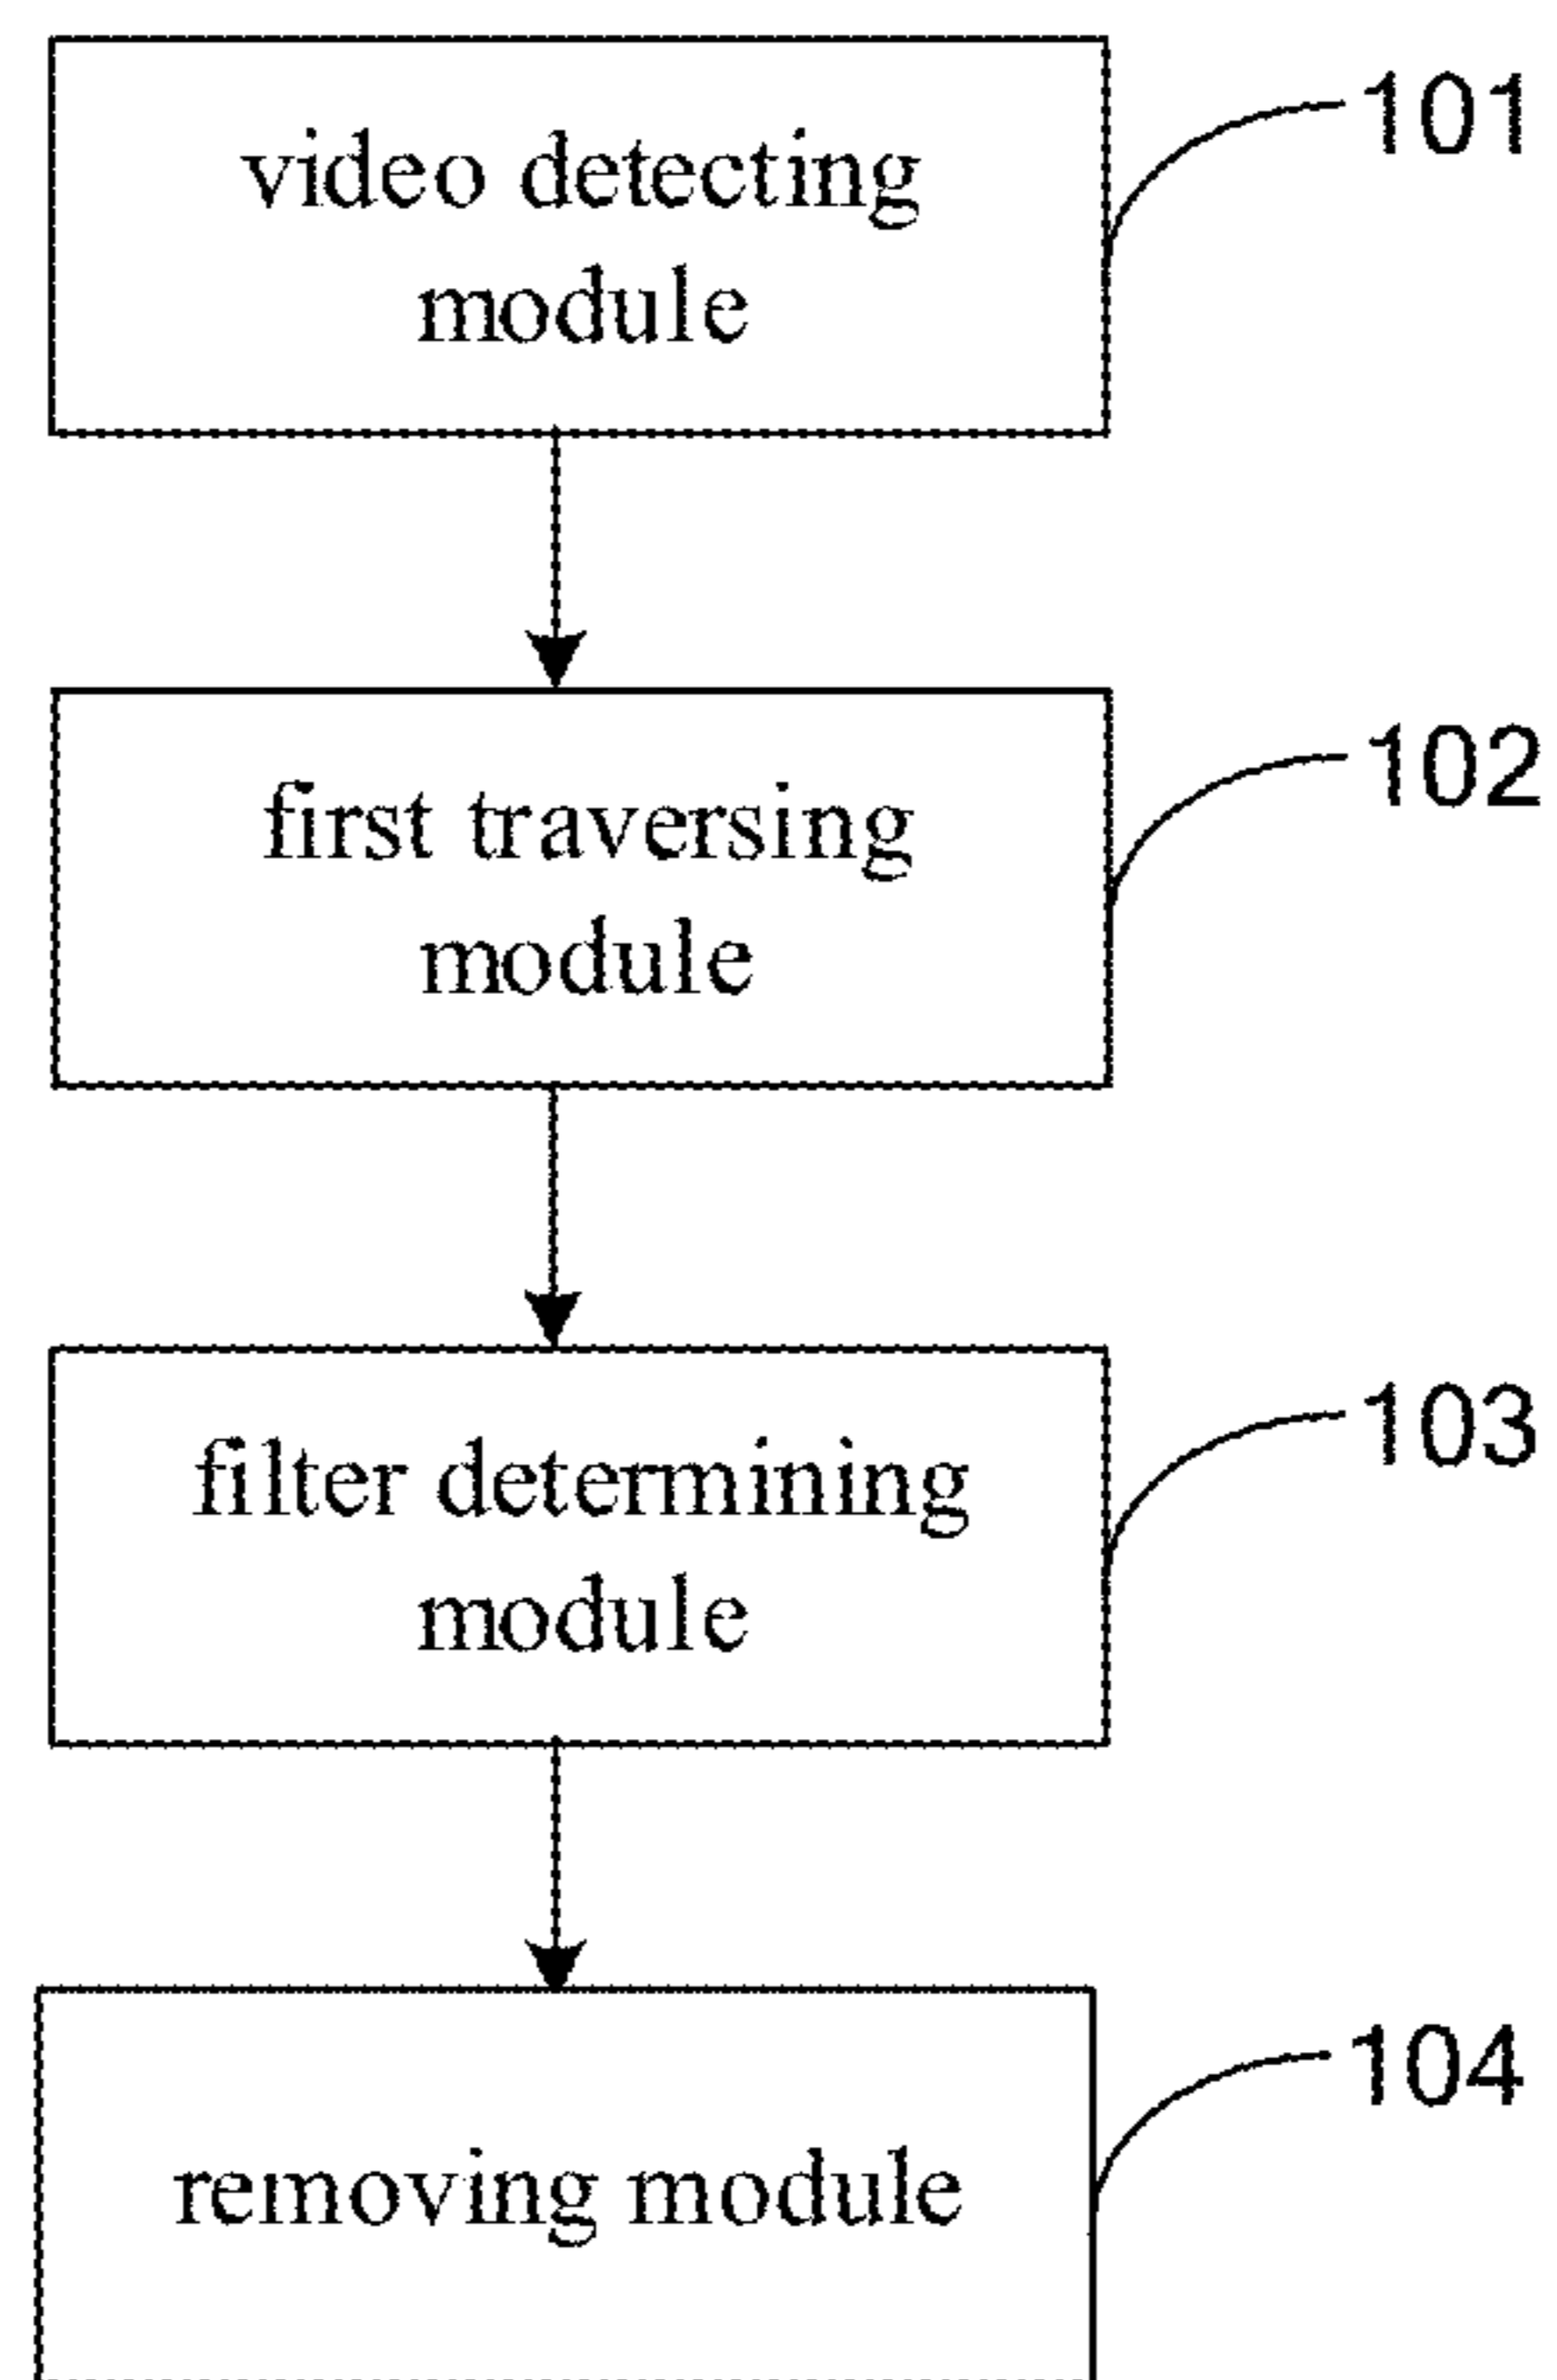 video detecting
module
101
first traversing
module
102
filter determining
module
103
removing module
104